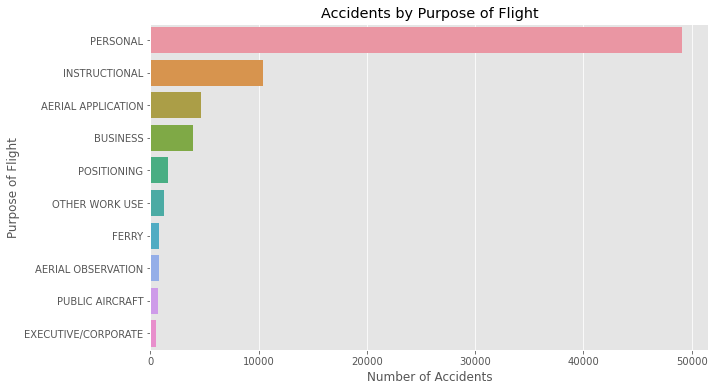 Accidents by Purpose of Flight
Purpose of Flight
PERSONAL
INSTRUCTIONAL
AERIAL APPLICATION
BUSINESS
POSITIONING
OTHER WORK USE
FERRY
AERIAL OBSERVATION
PUBLIC AIRCRAFT
EXECUTIVE/CORPORATE
0 10000 20000 30000 40000 50000
Number of Accidents